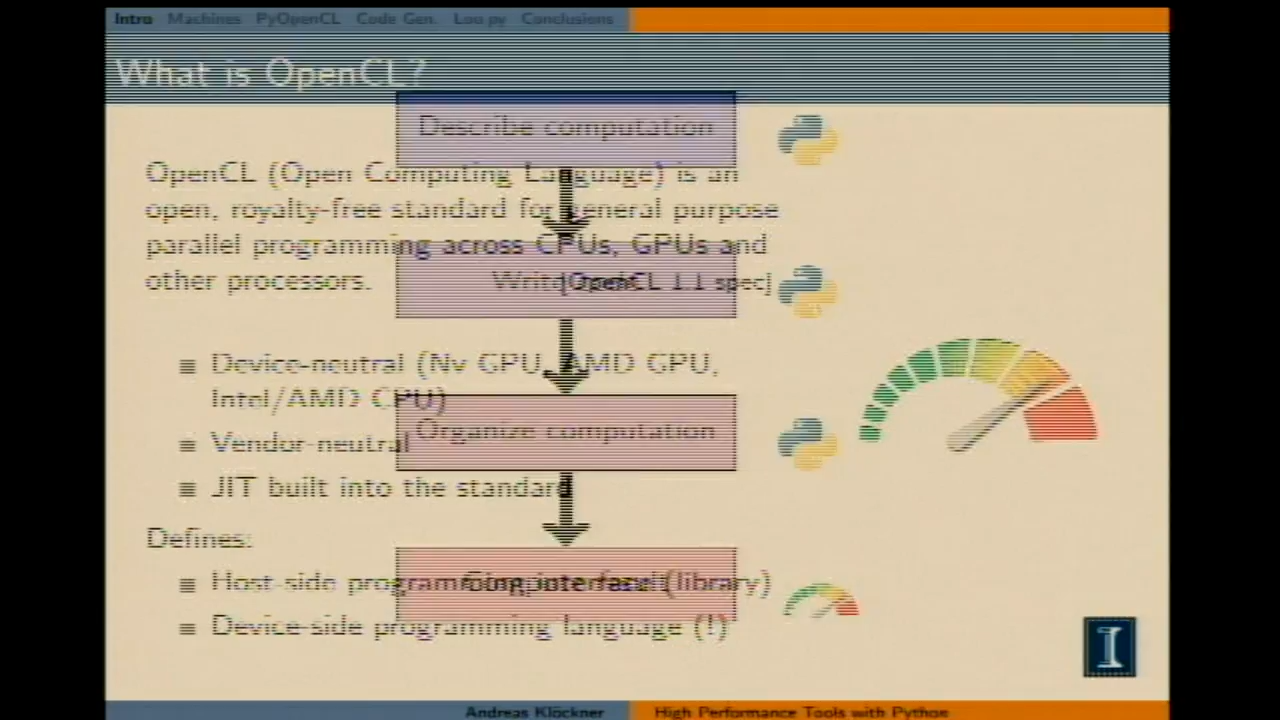 Intro Machines PyOpenCL Code Gen. Loo.py Conclusions
What is OpenCL?
Describe computation
OpenCL (Open Computing Language) is an
open, royalty-free standard for general purpose
parallel programming across CPUs, GPUs and
other processors.
[OpenCL 1.1 spec]
Device-neutral (Nv GPU, AMD GPU,
Intel/AMD CPU)
Organize computation
Vendor-neutral
JIT built into the standard
Defines:
Host-side programming interface (library)
Device-side programming language (!)
I
Andreas Klöckner High Performance Tools with Python